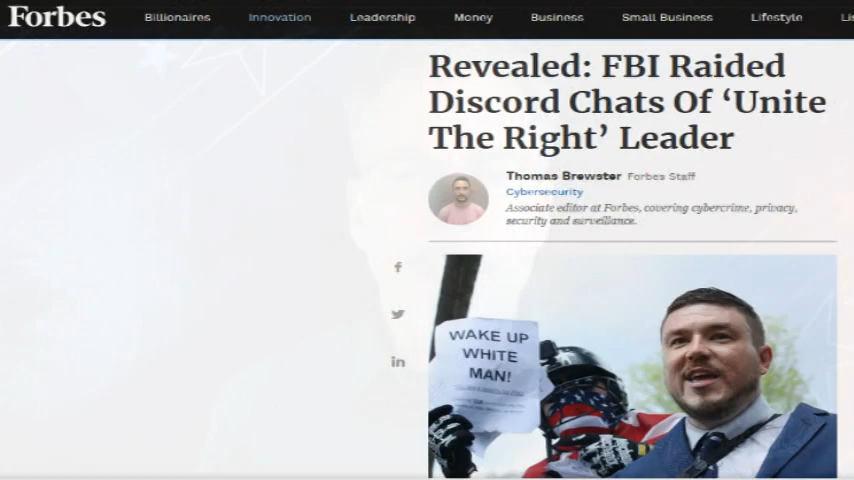 Forbes Billionaires Innovation Leadership Money Business Small Business Lifestyle
Revealed: FBI Raided
Discord Chats Of ‘Unite
The Right’ Leader
Thomas Brewster Forbes Staff
Cybersecurity
Associate editor at Forbes, covering cybercrime, privacy,
security and surveillance.
WAKE UP
WHITE
MAN!